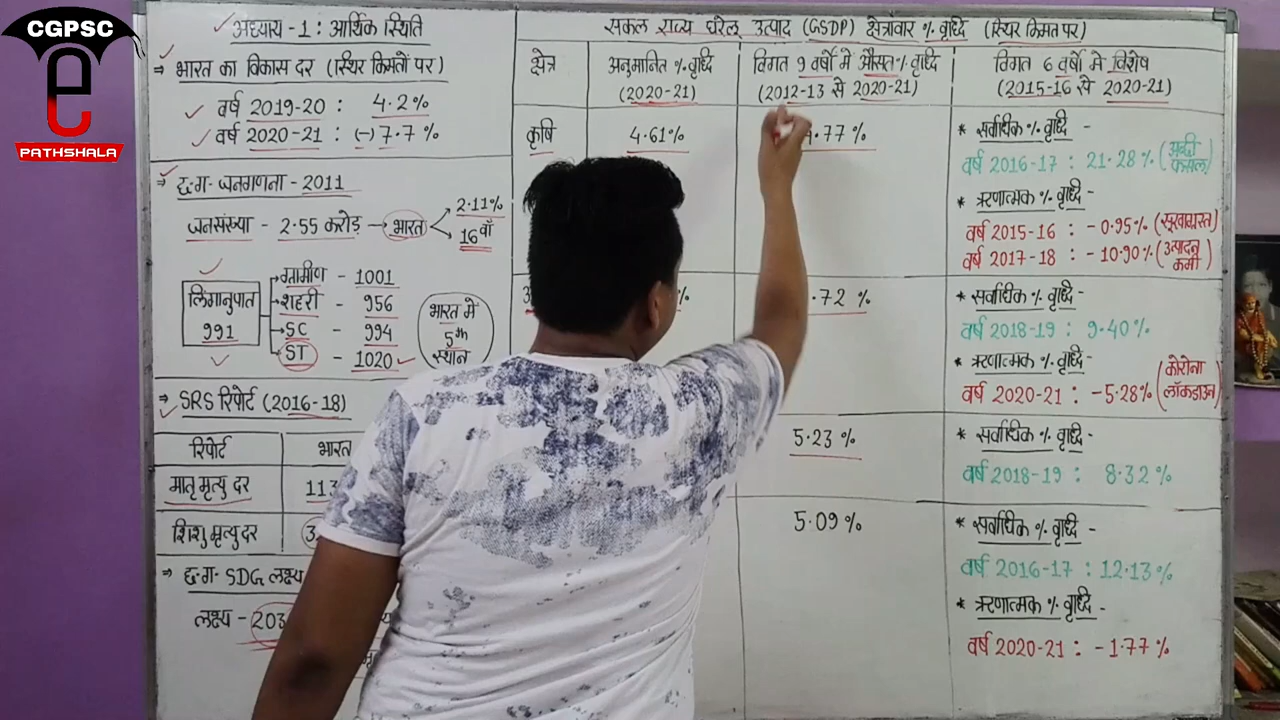 CGPSC
PATHSHALA
अध्याय - 1 : आर्थिक स्थिति
⇒ भारत का विकास दर (स्थिर किमतों पर)
वर्ष 2019-20 : 4.2%
वर्ष 2020-21 : (-) 7.7 %
⇒ छ.ग. जनगणना - 2011
जनसंख्या - 2.55 करोड़ → भारत
2.11%
16वाँ
लिंगानुपात
991
ग्रामीण - 1001
शहरी - 956
SC - 994
ST - 1020
भारत में
5th
स्थान
⇒ SRS रिपोर्ट (2016-18)
रिपोर्ट भारत
मातृ मृत्यु दर 113
शिशु मृत्यु दर
⇒ छ.ग. SDG लक्ष्य
लक्ष्य - 203
सकल राज्य घरेलू उत्पाद (GSDP) क्षेत्रवार % वृद्धि (स्थिर किमत पर)
क्षेत्र
अनुमानित % वृद्धि
(2020-21)
विगत 9 वर्षों में औसत % वृद्धि
(2012-13 से 2020-21)
विगत 6 वर्षों में विशेष
(2015-16 से 2020-21)
कृषि 4.61% .77 %
* सर्वाधिक % वृद्धि -
वर्ष 2016-17 : 21.28% (अच्छी फसल)
* ऋणात्मक % वृद्धि -
वर्ष 2015-16 : - 0.95% (सूखाग्रस्त)
वर्ष 2017-18 : - 10.90% (उत्पादन कमी)
% .72 %
* सर्वाधिक % वृद्धि -
वर्ष 2018-19 : 9.40%
* ऋणात्मक % वृद्धि -
वर्ष 2020-21 : -5.28% (कोरोना लॉकडाउन)
5.23 %
* सर्वाधिक % वृद्धि -
वर्ष 2018-19 : 8.32 %
5.09 %
* सर्वाधिक % वृद्धि -
वर्ष 2016-17 : 12.13%
* ऋणात्मक % वृद्धि -
वर्ष 2020-21 : - 1.77 %